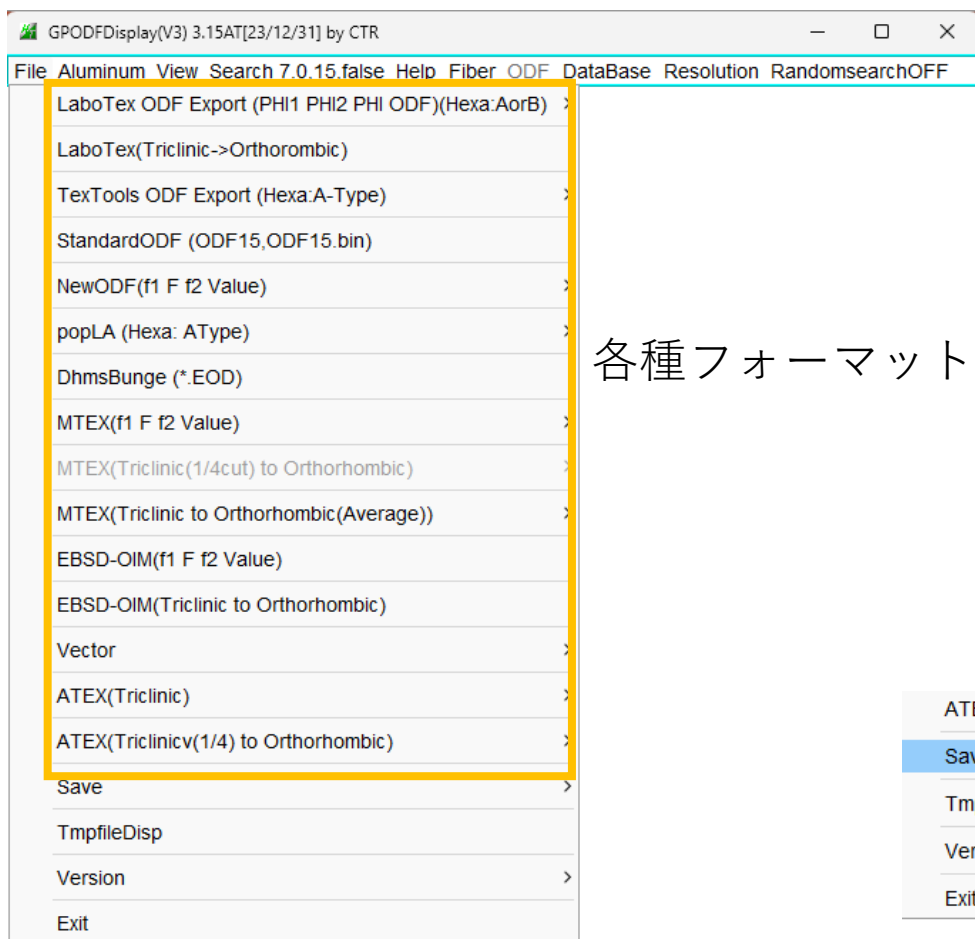 GPODFDisplay(V3) 3.15AT[23/12/31] by CTR
File Aluminum View Search 7.0.15.false Help Fiber ODF DataBase Resolution RandomsearchOFF
LaboTex ODF Export (PHI1 PHI2 PHI ODF)(Hexa:AorB)
LaboTex(Triclinic->Orthorombic)
TexTools ODF Export (Hexa:A-Type)
StandardODF (ODF15,ODF15.bin)
NewODF(f1 F f2 Value)
popLA (Hexa: AType)
各種フォーマット
DhmsBunge (*.EOD)
MTEX(f1 F f2 Value)
MTEX(Triclinic(1/4cut) to Orthorhombic)
MTEX(Triclinic to Orthorhombic(Average))
EBSD-OIM(f1 F f2 Value)
EBSD-OIM(Triclinic to Orthorhombic)
Vector
ATEX(Triclinic)
ATEX(Triclinicv(1/4) to Orthorhombic)
Save
TmpfileDisp
Version
Exit
Exit